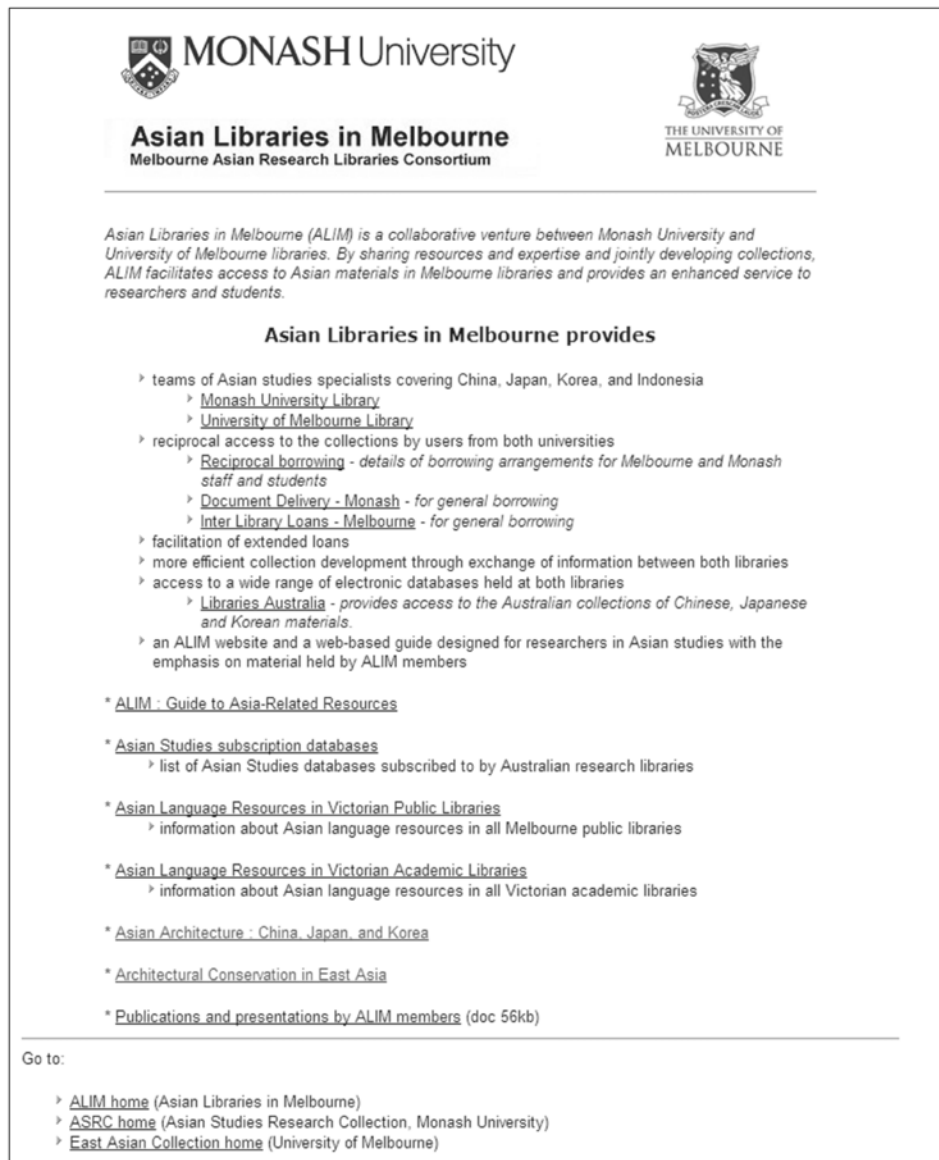 MONASH University
Asian Libraries in Melbourne
Melbourne Asian Research Libraries Consortium
THE UNIVERSITY OF
MELBOURNE
Asian Libraries in Melbourne (ALIM) is a collaborative venture between Monash University and
University of Melbourne libraries. By sharing resources and expertise and jointly developing collections,
ALIM facilitates access to Asian materials in Melbourne libraries and provides an enhanced service to
researchers and students.
Asian Libraries in Melbourne provides
teams of Asian studies specialists covering China, Japan, Korea, and Indonesia
Monash University Library
University of Melbourne Library
reciprocal access to the collections by users from both universities
Reciprocal borrowing - details of borrowing arrangements for Melbourne and Monash
staff and students
Document Delivery - Monash - for general borrowing
Inter Library Loans - Melbourne - for general borrowing
facilitation of extended loans
more efficient collection development through exchange of information between both libraries
access to a wide range of electronic databases held at both libraries
Libraries Australia - provides access to the Australian collections of Chinese, Japanese
and Korean materials.
an ALIM website and a web-based guide designed for researchers in Asian studies with the
emphasis on material held by ALIM members
* ALIM : Guide to Asia-Related Resources
* Asian Studies subscription databases
list of Asian Studies databases subscribed to by Australian research libraries
* Asian Language Resources in Victorian Public Libraries
information about Asian language resources in all Melbourne public libraries
* Asian Language Resources in Victorian Academic Libraries
information about Asian language resources in all Victorian academic libraries
* Asian Architecture : China, Japan, and Korea
* Architectural Conservation in East Asia
* Publications and presentations by ALIM members (doc 56kb)
Go to:
ALIM home (Asian Libraries in Melbourne)
ASRC home (Asian Studies Research Collection, Monash University)
East Asian Collection home (University of Melbourne)